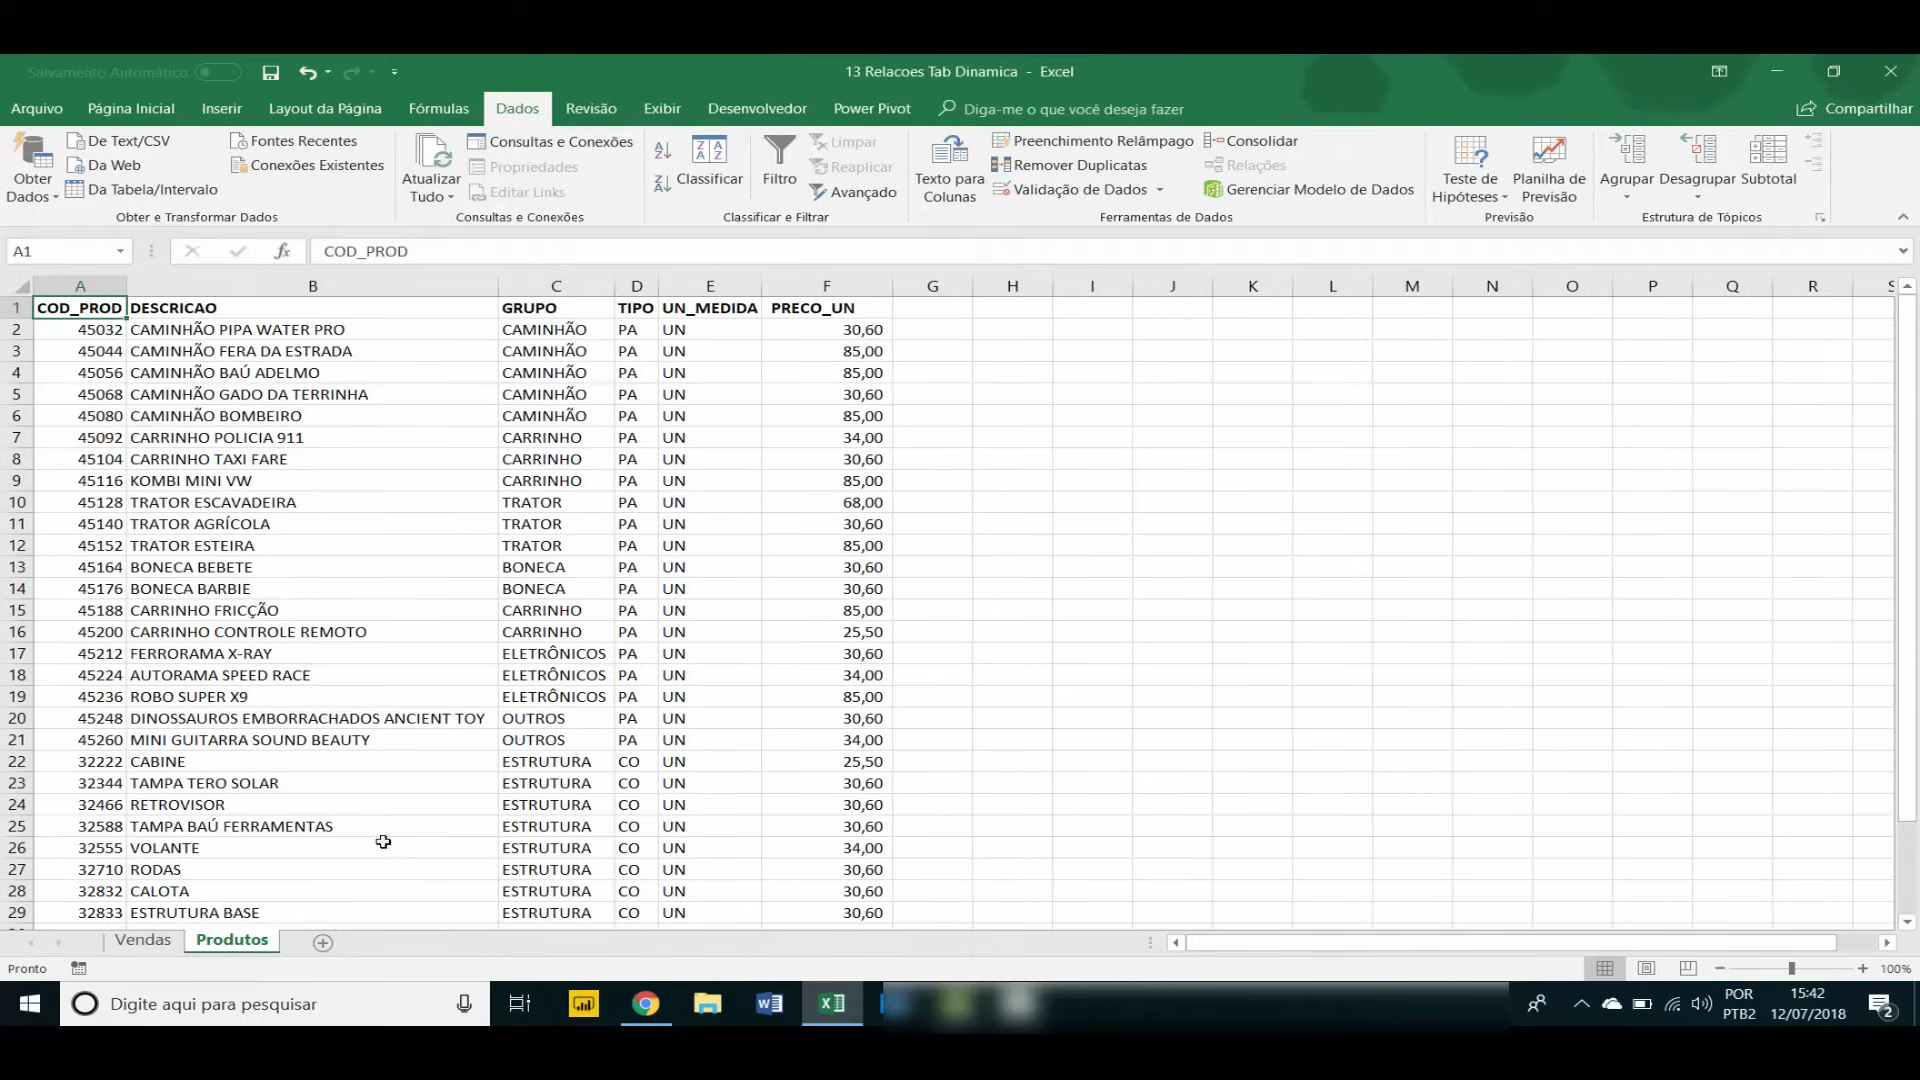 Salvamento Automático
13 Relacoes Tab Dinamica - Excel
Arquivo Página Inicial Inserir Layout da Página Fórmulas Dados Revisão Exibir Desenvolvedor Power Pivot Diga-me o que você deseja fazer Compartilhar
Obter Dados
De Text/CSV
Da Web
Da Tabela/Intervalo
Fontes Recentes
Conexões Existentes
Obter e Transformar Dados
Atualizar Tudo
Consultas e Conexões
Propriedades
Editar Links
Consultas e Conexões
Classificar
Filtro
Limpar
Reaplicar
Avançado
Classificar e Filtrar
Texto para Colunas
Preenchimento Relâmpago
Remover Duplicatas
Validação de Dados
Consolidar
Relações
Gerenciar Modelo de Dados
Ferramentas de Dados
Teste de Hipóteses
Planilha de Previsão
Previsão
Agrupar
Desagrupar
Subtotal
Estrutura de Tópicos
A1 fx COD_PROD
A B C D E F G H I J K L M N O P Q R S
1 COD_PROD DESCRICAO GRUPO TIPO UN_MEDIDA PRECO_UN
2 45032 CAMINHÃO PIPA WATER PRO CAMINHÃO PA UN 30,60
3 45044 CAMINHÃO FERA DA ESTRADA CAMINHÃO PA UN 85,00
4 45056 CAMINHÃO BAÚ ADELMO CAMINHÃO PA UN 85,00
5 45068 CAMINHÃO GADO DA TERRINHA CAMINHÃO PA UN 30,60
6 45080 CAMINHÃO BOMBEIRO CAMINHÃO PA UN 85,00
7 45092 CARRINHO POLICIA 911 CARRINHO PA UN 34,00
8 45104 CARRINHO TAXI FARE CARRINHO PA UN 30,60
9 45116 KOMBI MINI VW CARRINHO PA UN 85,00
10 45128 TRATOR ESCAVADEIRA TRATOR PA UN 68,00
11 45140 TRATOR AGRÍCOLA TRATOR PA UN 30,60
12 45152 TRATOR ESTEIRA TRATOR PA UN 85,00
13 45164 BONECA BEBETE BONECA PA UN 30,60
14 45176 BONECA BARBIE BONECA PA UN 30,60
15 45188 CARRINHO FRICÇÃO CARRINHO PA UN 85,00
16 45200 CARRINHO CONTROLE REMOTO CARRINHO PA UN 25,50
17 45212 FERRORAMA X-RAY ELETRÔNICOS PA UN 30,60
18 45224 AUTORAMA SPEED RACE ELETRÔNICOS PA UN 34,00
19 45236 ROBO SUPER X9 ELETRÔNICOS PA UN 85,00
20 45248 DINOSSAUROS EMBORRACHADOS ANCIENT TOY OUTROS PA UN 30,60
21 45260 MINI GUITARRA SOUND BEAUTY OUTROS PA UN 34,00
22 32222 CABINE ESTRUTURA CO UN 25,50
23 32344 TAMPA TERO SOLAR ESTRUTURA CO UN 30,60
24 32466 RETROVISOR ESTRUTURA CO UN 30,60
25 32588 TAMPA BAÚ FERRAMENTAS ESTRUTURA CO UN 30,60
26 32555 VOLANTE ESTRUTURA CO UN 34,00
27 32710 RODAS ESTRUTURA CO UN 30,60
28 32832 CALOTA ESTRUTURA CO UN 30,60
29 32833 ESTRUTURA BASE ESTRUTURA CO UN 30,60
Vendas Produtos
Pronto 100%
Digite aqui para pesquisar
POR
PTB2
15:42
12/07/2018
2